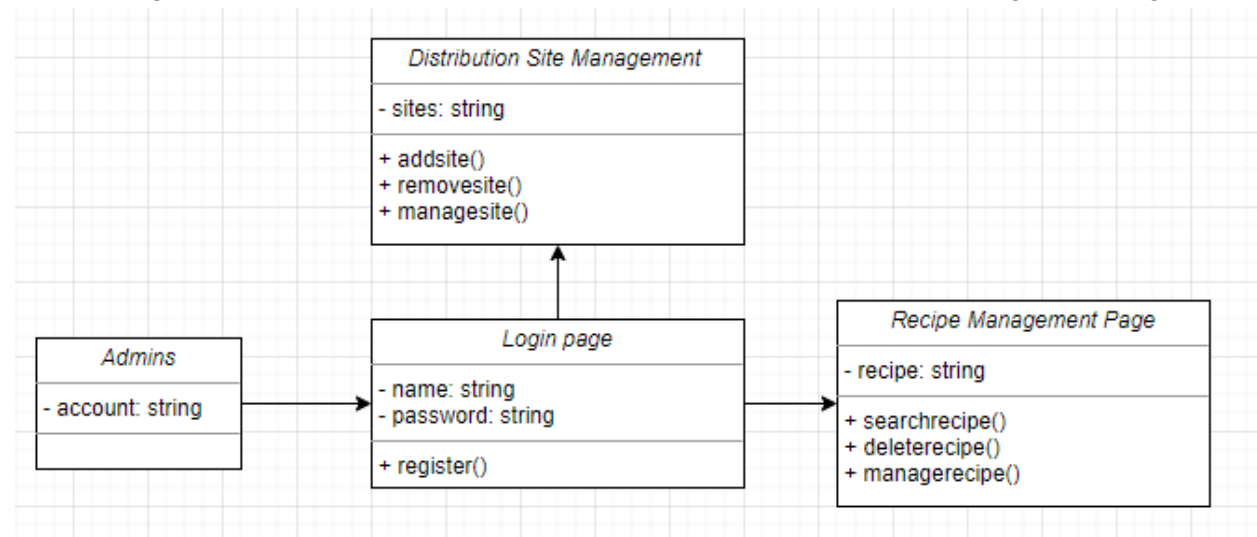 Distribution Site Management
- sites: string
+ addsite()
+ removesite()
+ managesite()
Admins
- account: string
Login page
- name: string
- password: string
+ register()
Recipe Management Page
- recipe: string
+ searchrecipe()
+ deleterecipe()
+ managerecipe()